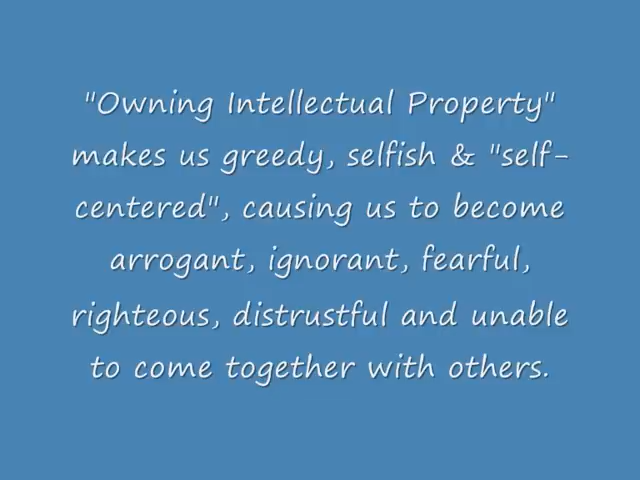 "Owning Intellectual Property"
makes us greedy, selfish & "self-
centered", causing us to become
arrogant, ignorant, fearful,
righteous, distrustful and unable
to come together with others.